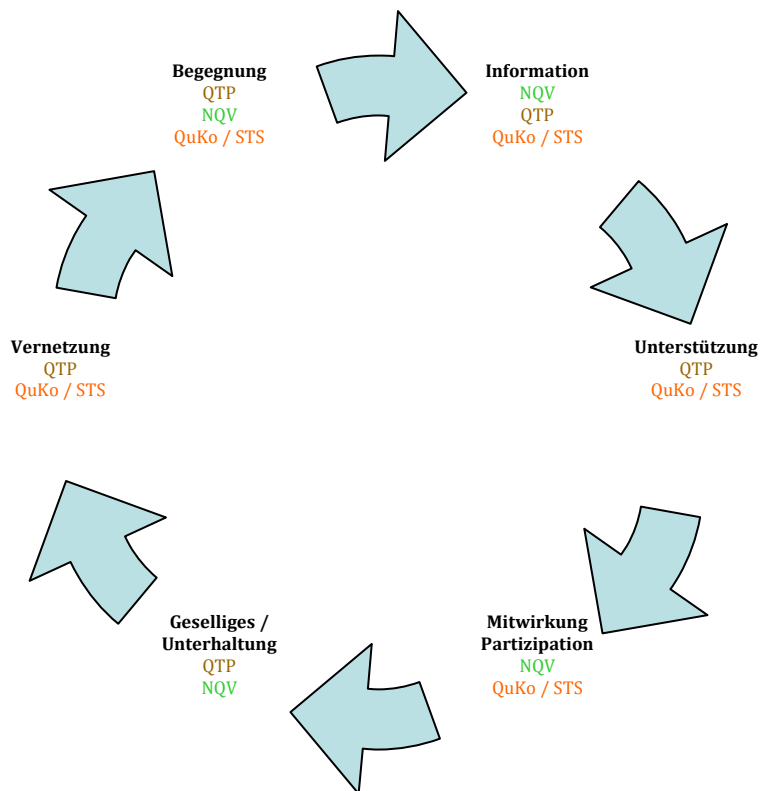 Begegnung
QTP
NQV
QuKo / STS
Information
NQV
QTP
QuKo / STS
Unterstützung
QTP
QuKo / STS
Mitwirkung
Partizipation
NQV
QuKo / STS
Geselliges /
Unterhaltung
QTP
NQV
Vernetzung
QTP
QuKo / STS